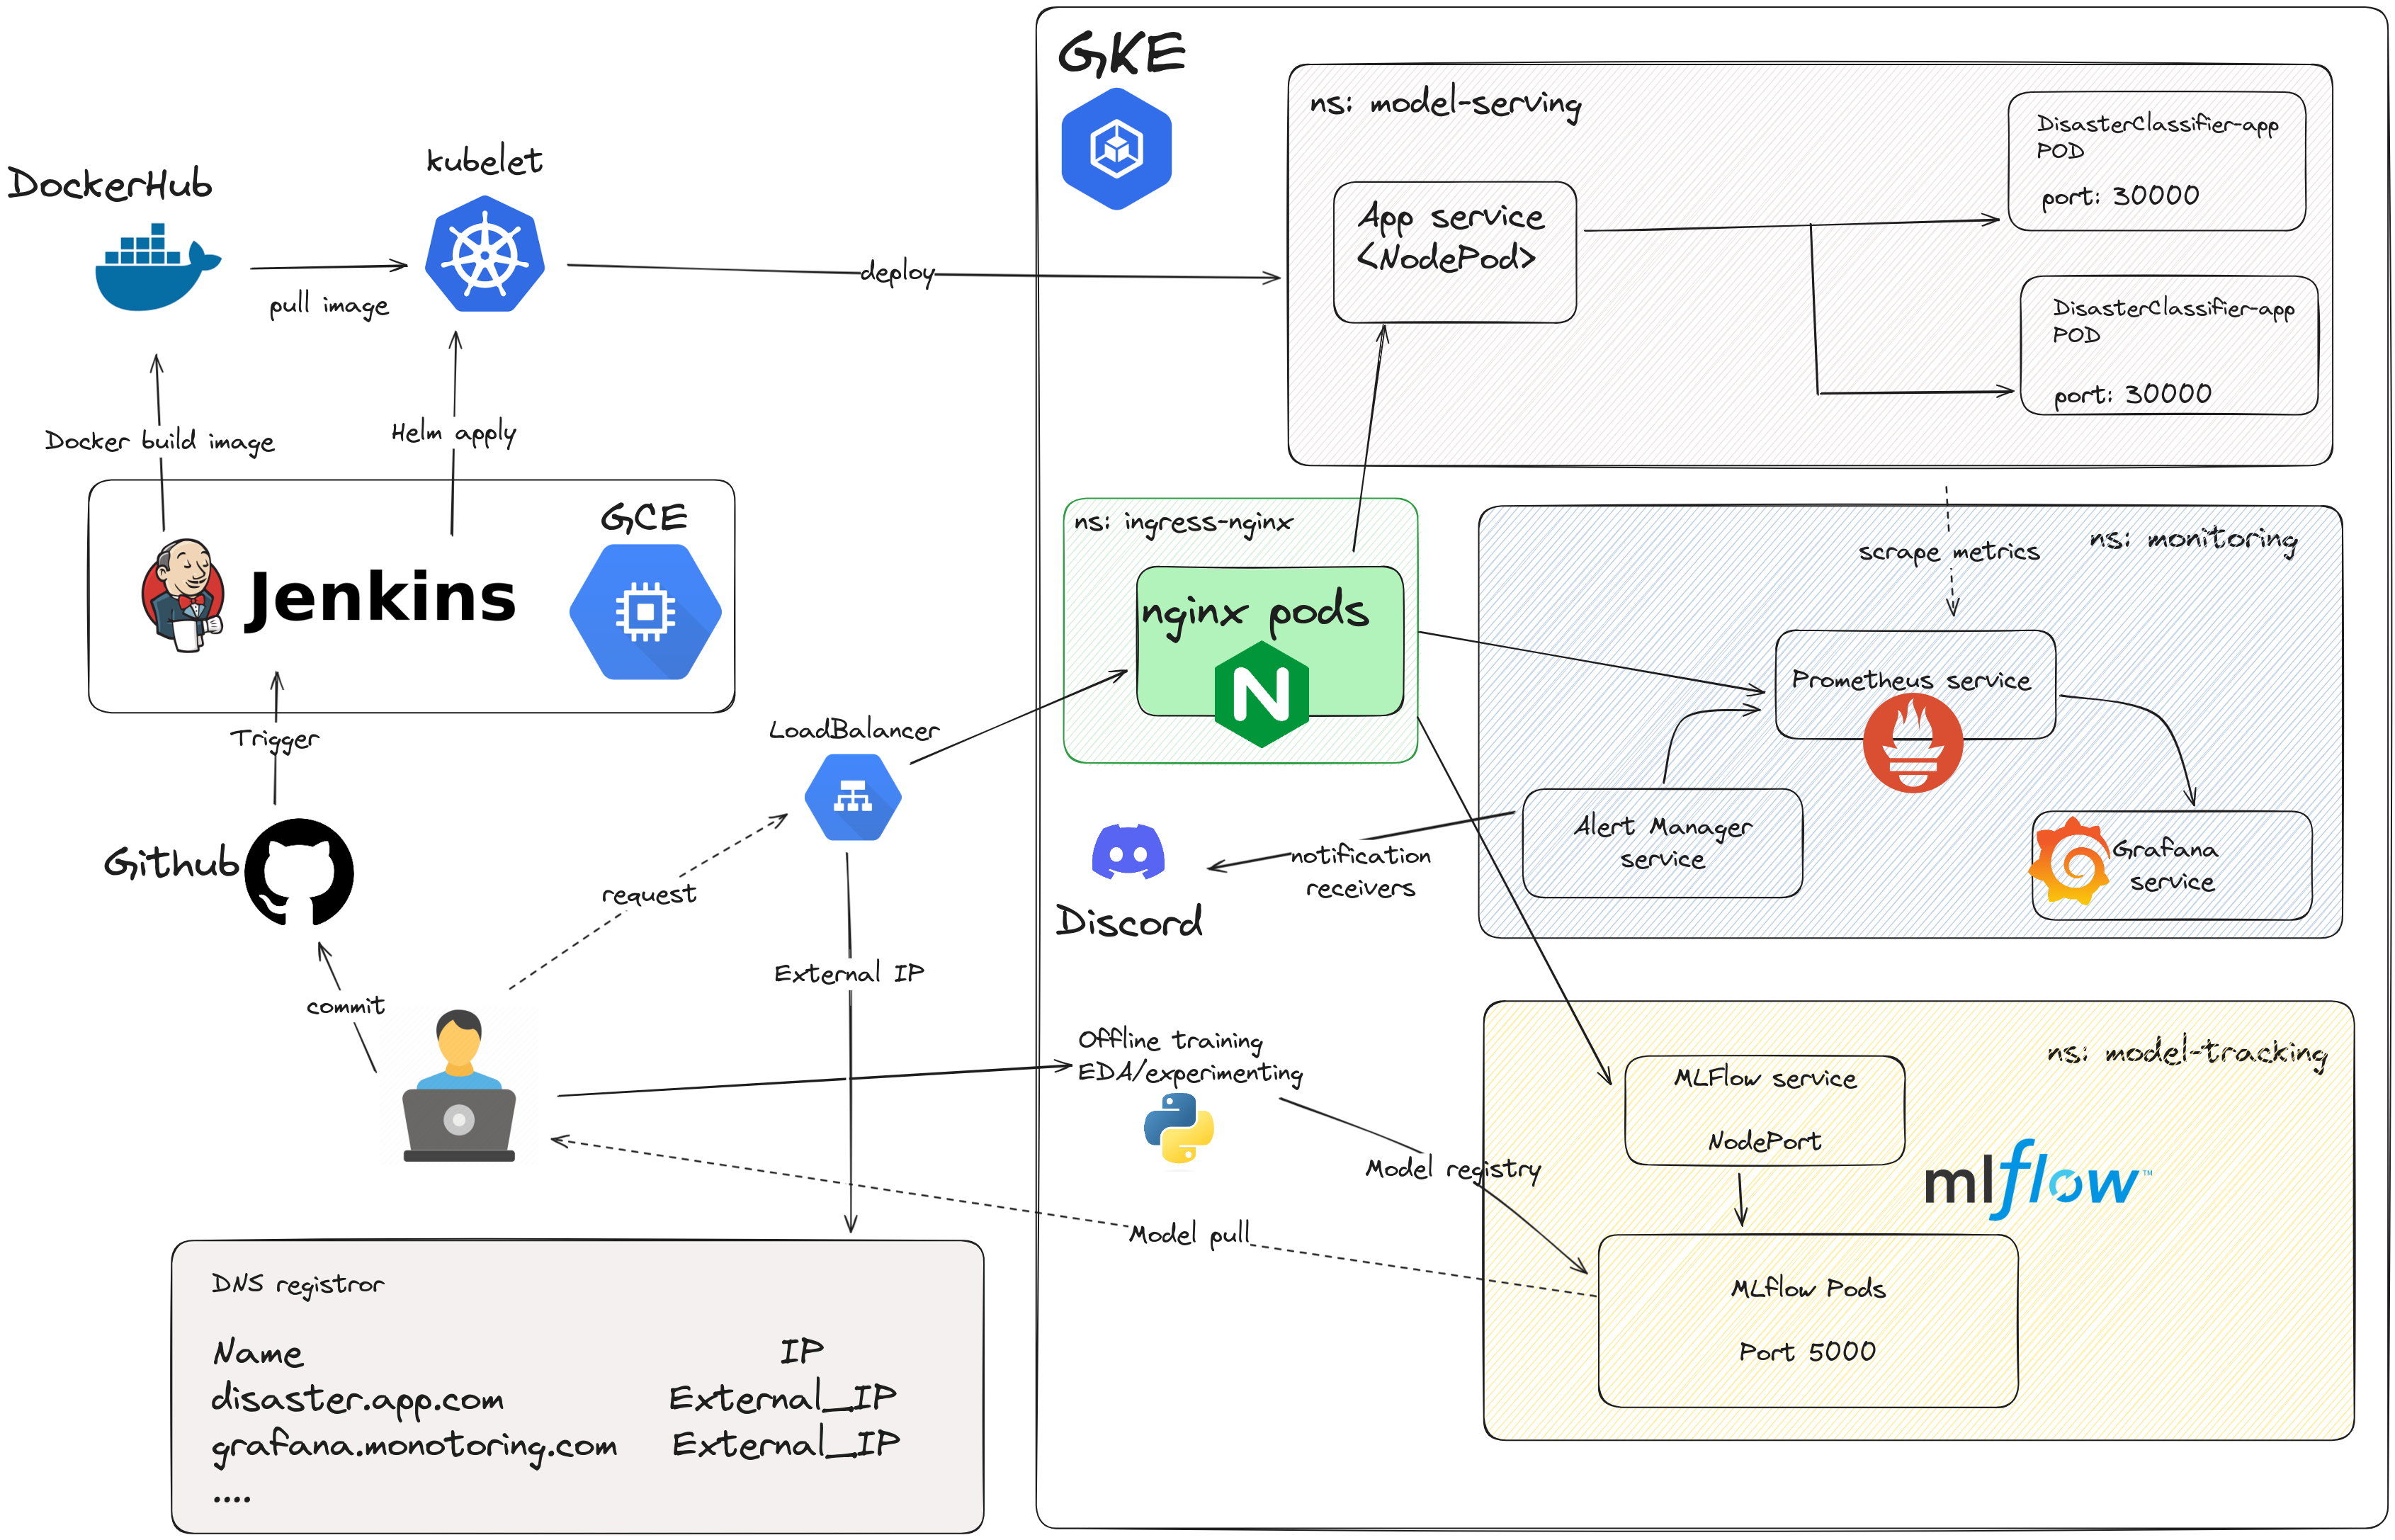 GKE
ns: model-serving
DisasterClassifier-app
POD
port: 30000
App service
<NodePod>
DisasterClassifier-app
POD
port: 30000
DockerHub
kubelet
pull image
deploy
Docker build image
Helm apply
GCE
Jenkins
Trigger
Github
commit
request
LoadBalancer
External IP
ns: ingress-nginx
nginx pods
N
scrape metrics
ns: monitoring
Prometheus service
Alert Manager
service
Grafana
service
notification
receivers
Discord
Offline training
EDA/experimenting
Model registry
Model pull
ns: model-tracking
MLFlow service
NodePort
mlflow™
MLflow Pods
Port 5000
DNS registror
Name IP
disaster.app.com External_IP
grafana.monotoring.com External_IP
....